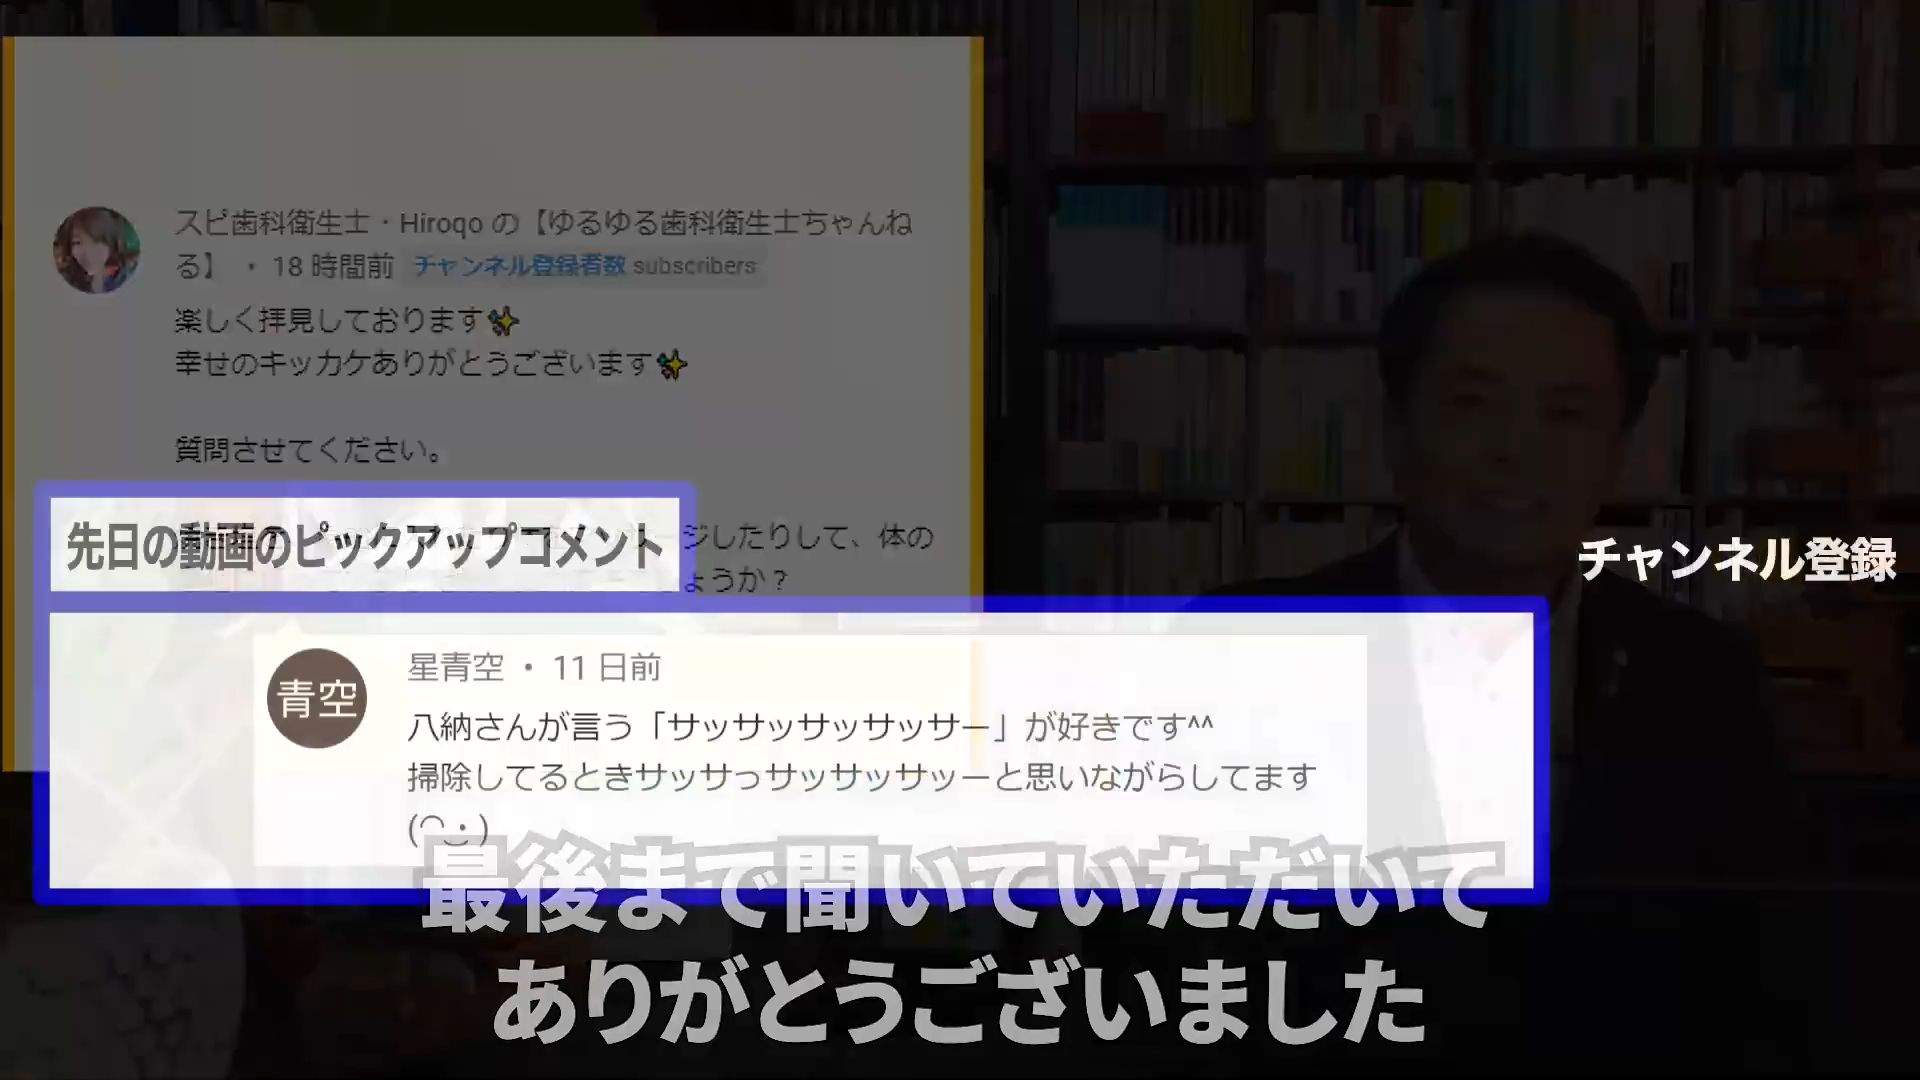 スピ歯科衛生士・Hiroqo の【ゆるゆる歯科衛生士ちゃんね
る】 ・ 18 時間前 チャンネル登録者数 subscribers
楽しく拝見しております✨
幸せのキッカケありがとうございます✨
質問させてください。
ジしたりして、体の
ょうか？
先日の動画のピックアップコメント
チャンネル登録
青空
星青空 ・ 11 日前
八納さんが言う「サッサッサッサッサー」が好きです^^
掃除してるときサッサっサッサッサッーと思いながらしてます
(◠‿・)
最後まで聞いていただいて
ありがとうございました